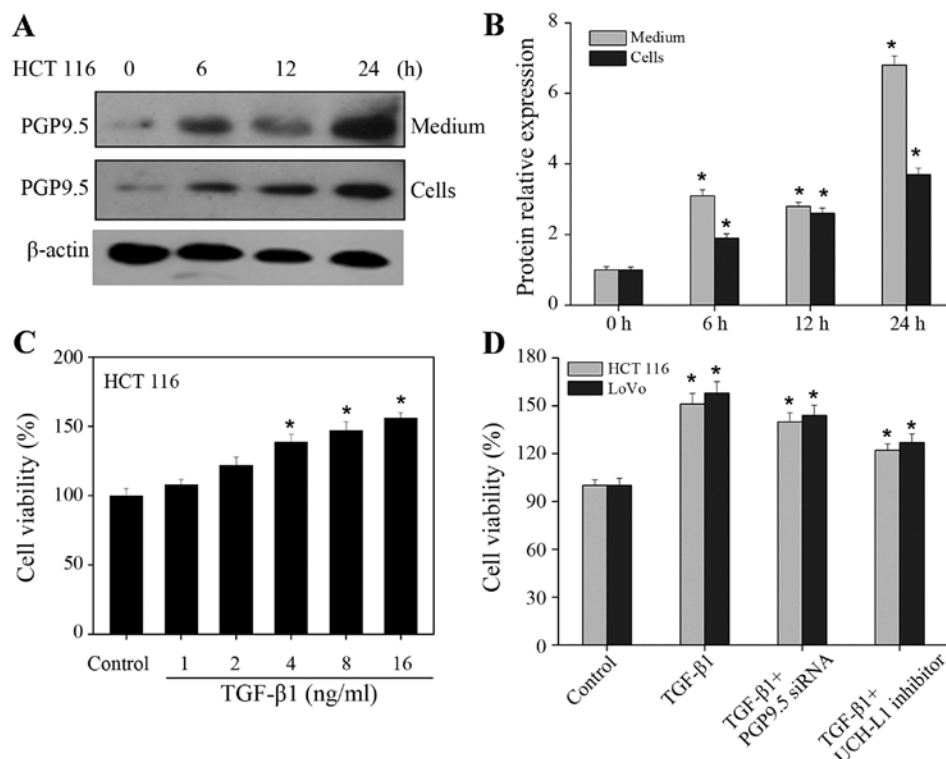 A
HCT 116 0 6 12 24 (h)
PGP9.5 Medium
PGP9.5 Cells
β-actin
B
Protein relative expression
8
6
4
2
0
Medium
Cells
* * * * * *
0 h 6 h 12 h 24 h
C
Cell viability (%)
200
150
100
50
0
HCT 116
* * *
Control 1 2 4 8 16
TGF-β1 (ng/ml)
D
Cell viability (%)
180
150
120
90
60
30
0
HCT 116
LoVo
* * * * * *
Control
TGF-β1
TGF-β1+
PGP9.5 siRNA
TGF-β1+
UCH-L1 inhibitor